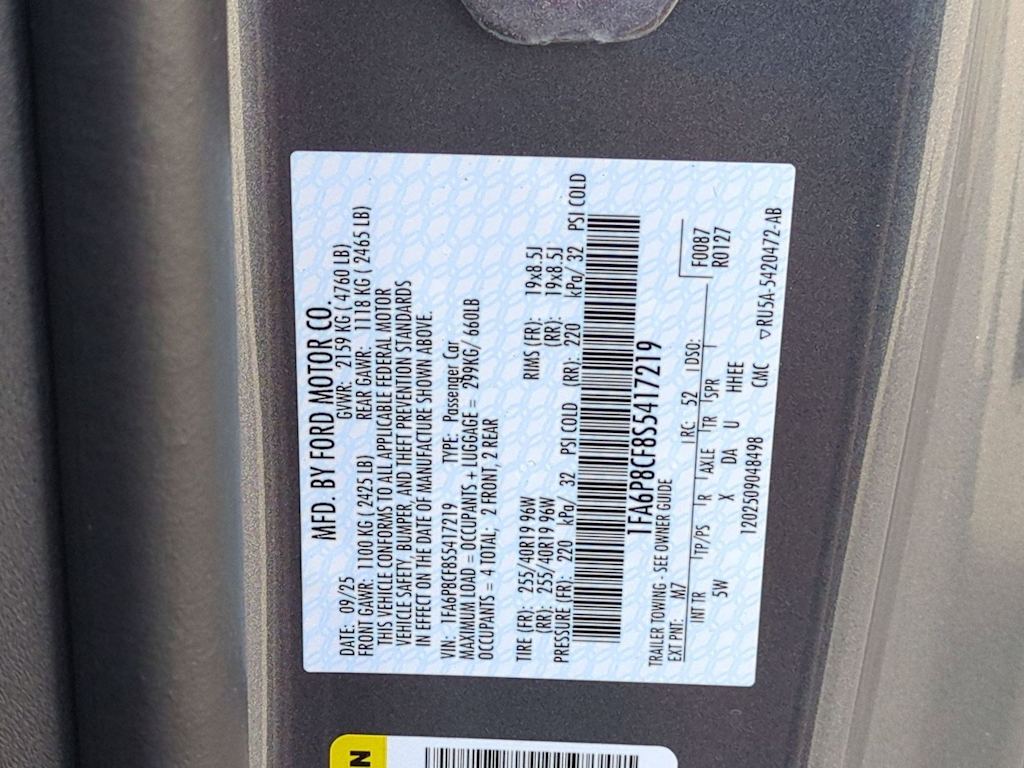 MFD. BY FORD MOTOR CO.
DATE: 09/25 GVWR: 2159 KG ( 4760 LB)
FRONT GAWR: 1100 KG ( 2425 LB) REAR GAWR: 1118 KG ( 2465 LB)
THIS VEHICLE CONFORMS TO ALL APPLICABLE FEDERAL MOTOR
VEHICLE SAFETY, BUMPER, AND THEFT PREVENTION STANDARDS
IN EFFECT ON THE DATE OF MANUFACTURE SHOWN ABOVE.
VIN: 1FA6P8CF8S5417219 TYPE: Passenger Car
MAXIMUM LOAD = OCCUPANTS + LUGGAGE = 299KG/ 660LB
OCCUPANTS = 4 TOTAL; 2 FRONT, 2 REAR
TIRE (FR): 255/40R19 96W RIMS (FR): 19x8.5J
(RR): 255/40R19 96W (RR): 19x8.5J
PRESSURE (FR): 220 kPa/ 32 PSI COLD (RR): 220 kPa/ 32 PSI COLD
1FA6P8CF8S5417219
TRAILER TOWING - SEE OWNER GUIDE
EXT PNT: M7 RC: 52 DSO: F0087
R0127
INT TR TP/PS R AXLE TR SPR
5W X DA U HHEE
1202509048498 CMC ▽RU5A-5420472-AB
N